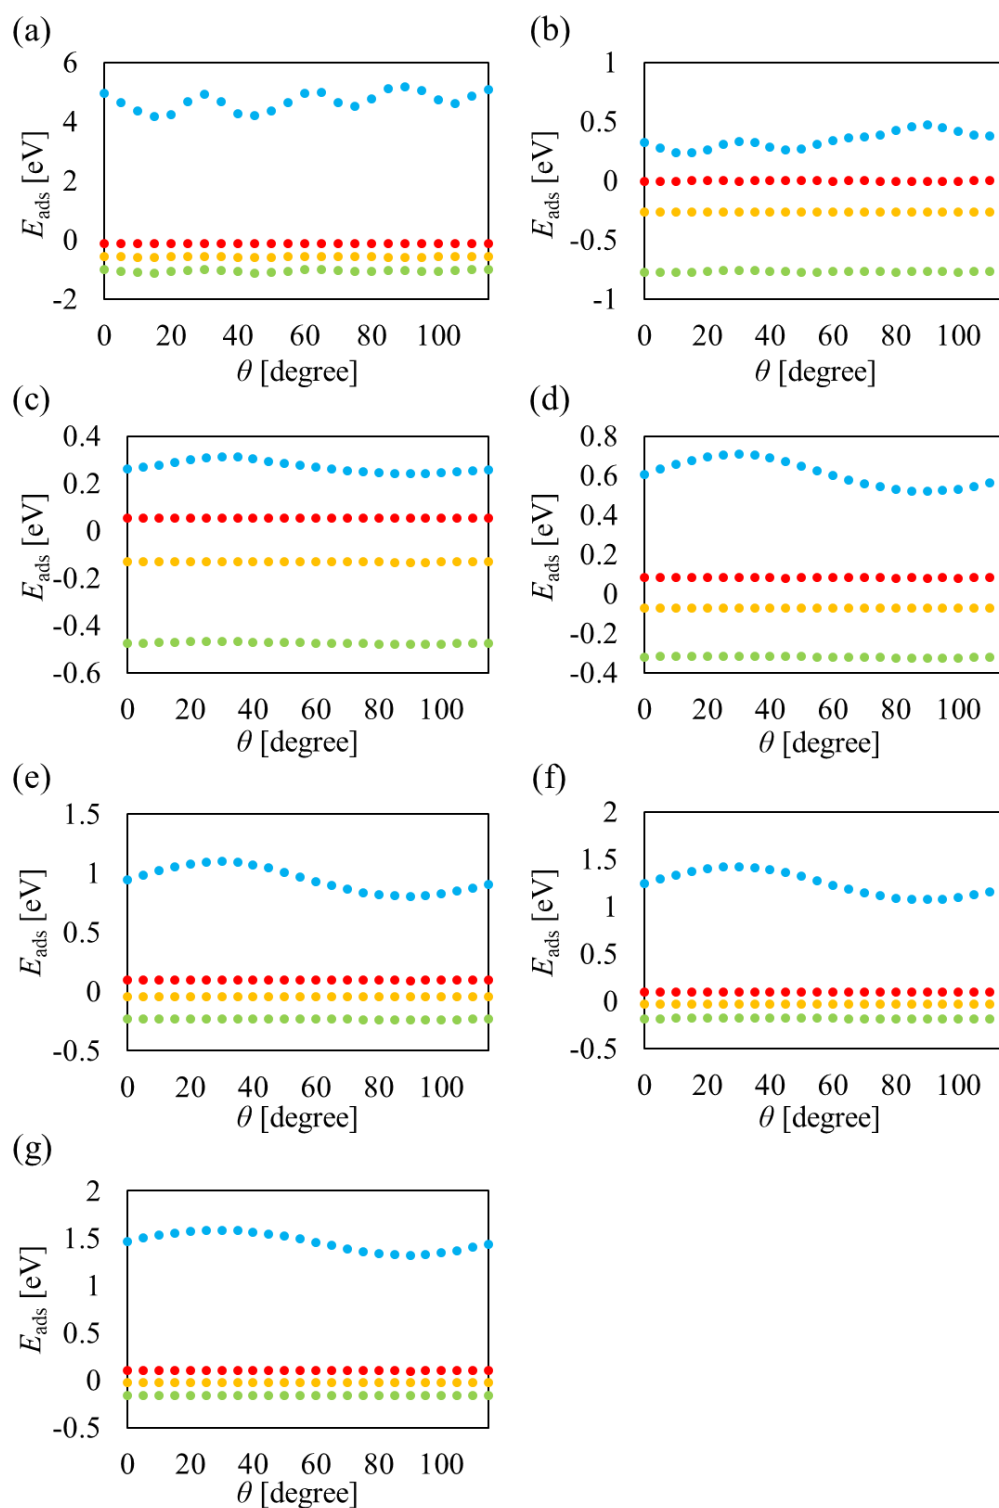 (a)
6
4
2
0
-2
E_ads [eV]
0 20 40 60 80 100
θ [degree]
(b)
1
0.5
0
-0.5
-1
E_ads [eV]
0 20 40 60 80 100
θ [degree]
(c)
0.4
0.2
0
-0.2
-0.4
-0.6
E_ads [eV]
0 20 40 60 80 100
θ [degree]
(d)
0.8
0.6
0.4
0.2
0
-0.2
-0.4
E_ads [eV]
0 20 40 60 80 100
θ [degree]
(e)
1.5
1
0.5
0
-0.5
E_ads [eV]
0 20 40 60 80 100
θ [degree]
(f)
2
1.5
1
0.5
0
-0.5
E_ads [eV]
0 20 40 60 80 100
θ [degree]
(g)
2
1.5
1
0.5
0
-0.5
E_ads [eV]
0 20 40 60 80 100
θ [degree]